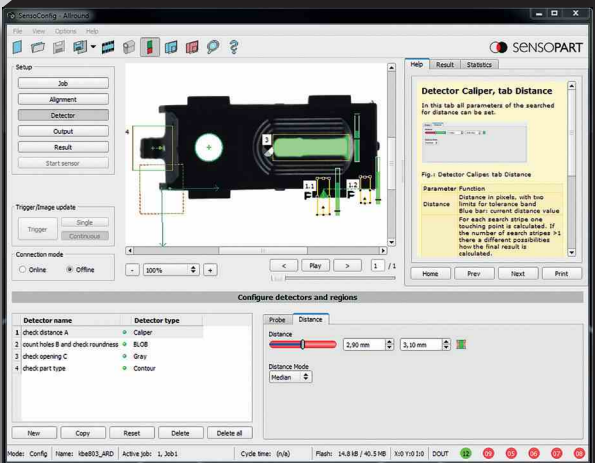 SensoConfig - Allround
File View Options Help
SENSOPART
Setup
Job
Alignment
Detector
Output
Result
Start sensor
Trigger/Image update
Trigger
Single
Continuous
Connection mode
Online
Offline
4
3
1.1
1.2
- 100% +
< Play > 1 / 1
Help Result Statistics
Detector Caliper, tab Distance
In this tab all parameters of the searched
for distance can be set.
Fig.: Detector Caliper, tab Distance
Parameter Function
Distance
Distance in pixels, with two
limits for tolerance band
Blue bar: current distance value
For each search stripe one
touching point is calculated. If
the number of search stripes >1
there a different possibilities
how the final result is
calculated.
Home Prev Next Print
Configure detectors and regions
Detector name Detector type
1 check distance A Caliper
2 count holes B and check roundness BLOB
3 check opening C Gray
4 check part type Contour
New Copy Reset Delete Delete all
Probe Distance
Distance
2,90 mm 3,10 mm
Distance Mode
Median
Mode: Config Name: kbe803_ARD Active job: 1, Job1 Cycle time: (n/a) Flash: 14.8 kB / 40.5 MB X:0 Y:0 I:0 DOUT 12 09 05 06 07 08